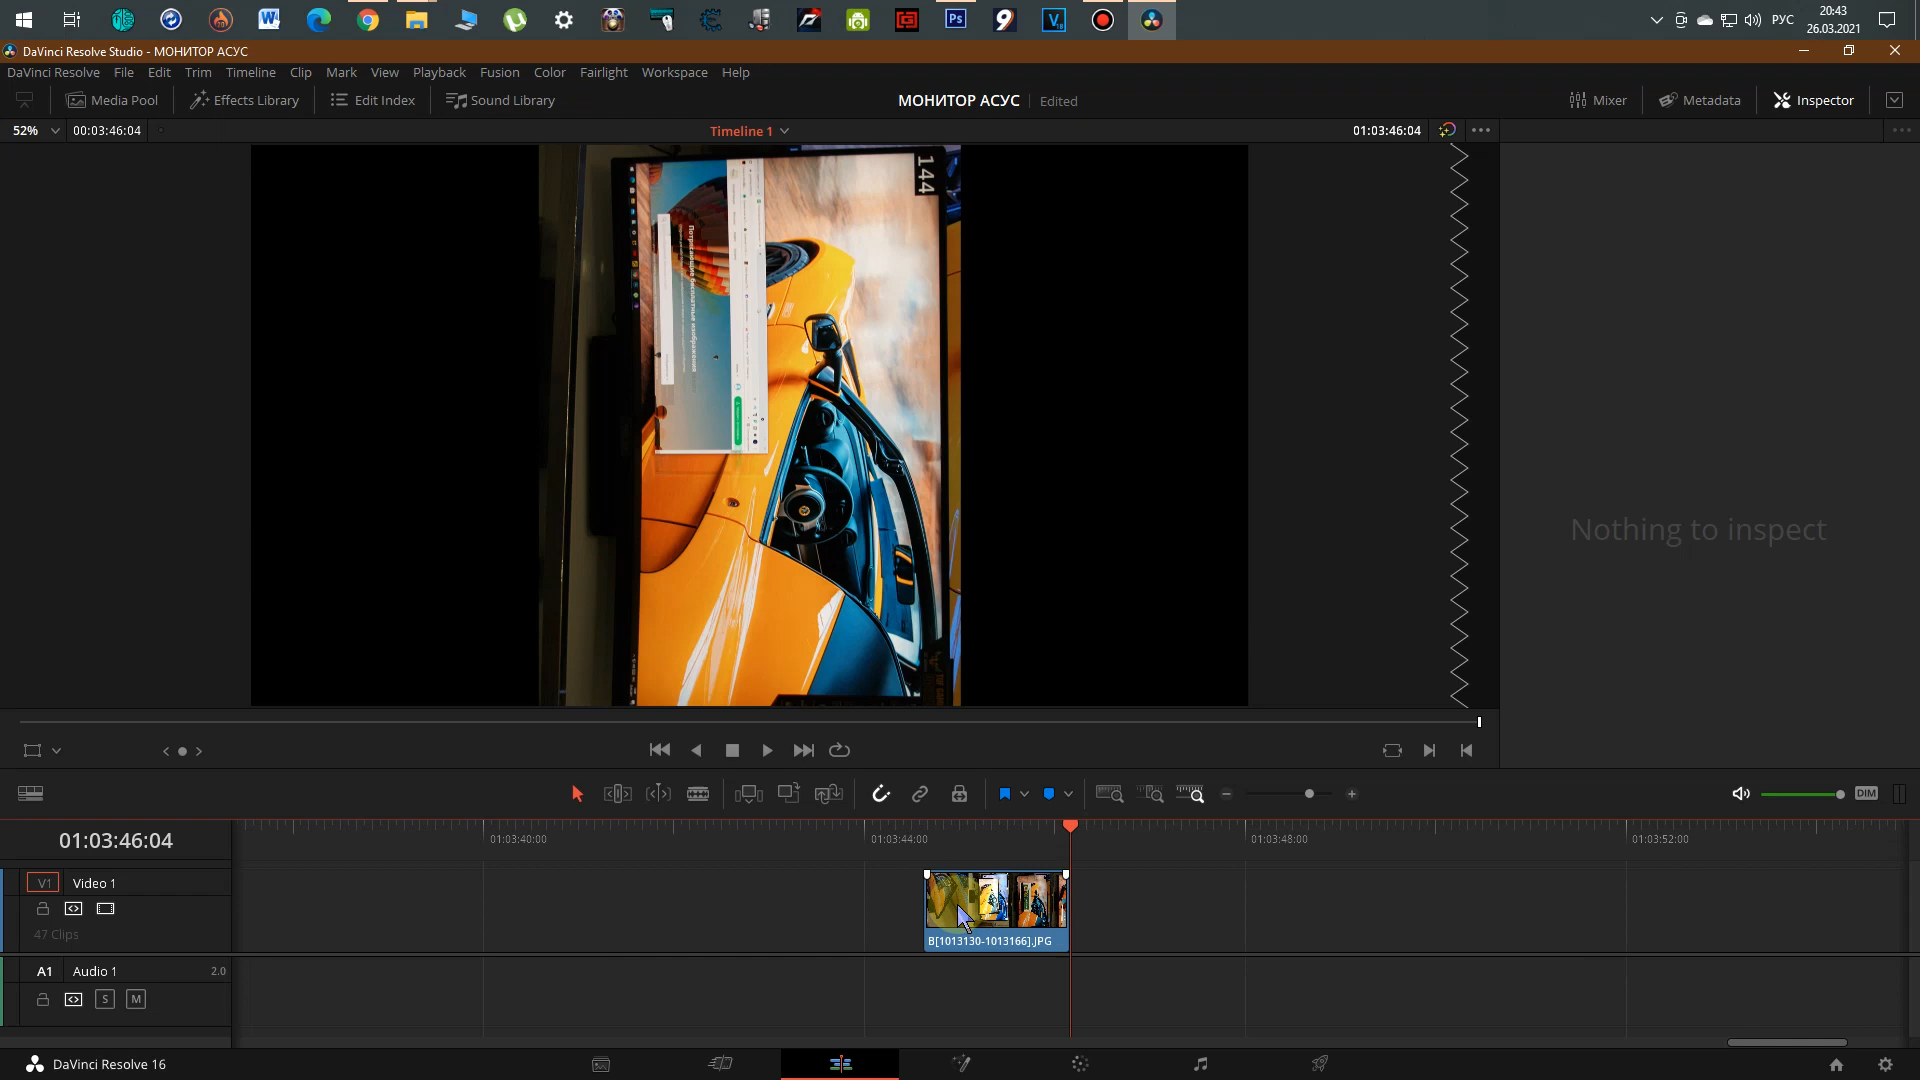 20:43
РУС
26.03.2021
DaVinci Resolve Studio - МОНИТОР АСУС
DaVinci Resolve File Edit Trim Timeline Clip Mark View Playback Fusion Color Fairlight Workspace Help
Media Pool Effects Library Edit Index Sound Library МОНИТОР АСУС Edited Mixer Metadata Inspector
52% 00:03:46:04 Timeline 1 01:03:46:04
144
Потрясающие бесплатные изображения
Nothing to inspect
DIM
01:03:46:04 01:03:40:00 01:03:44:00 01:03:48:00 01:03:52:00
V1 Video 1
47 Clips
B[1013130-1013166].JPG
A1 Audio 1 2.0
S M
DaVinci Resolve 16